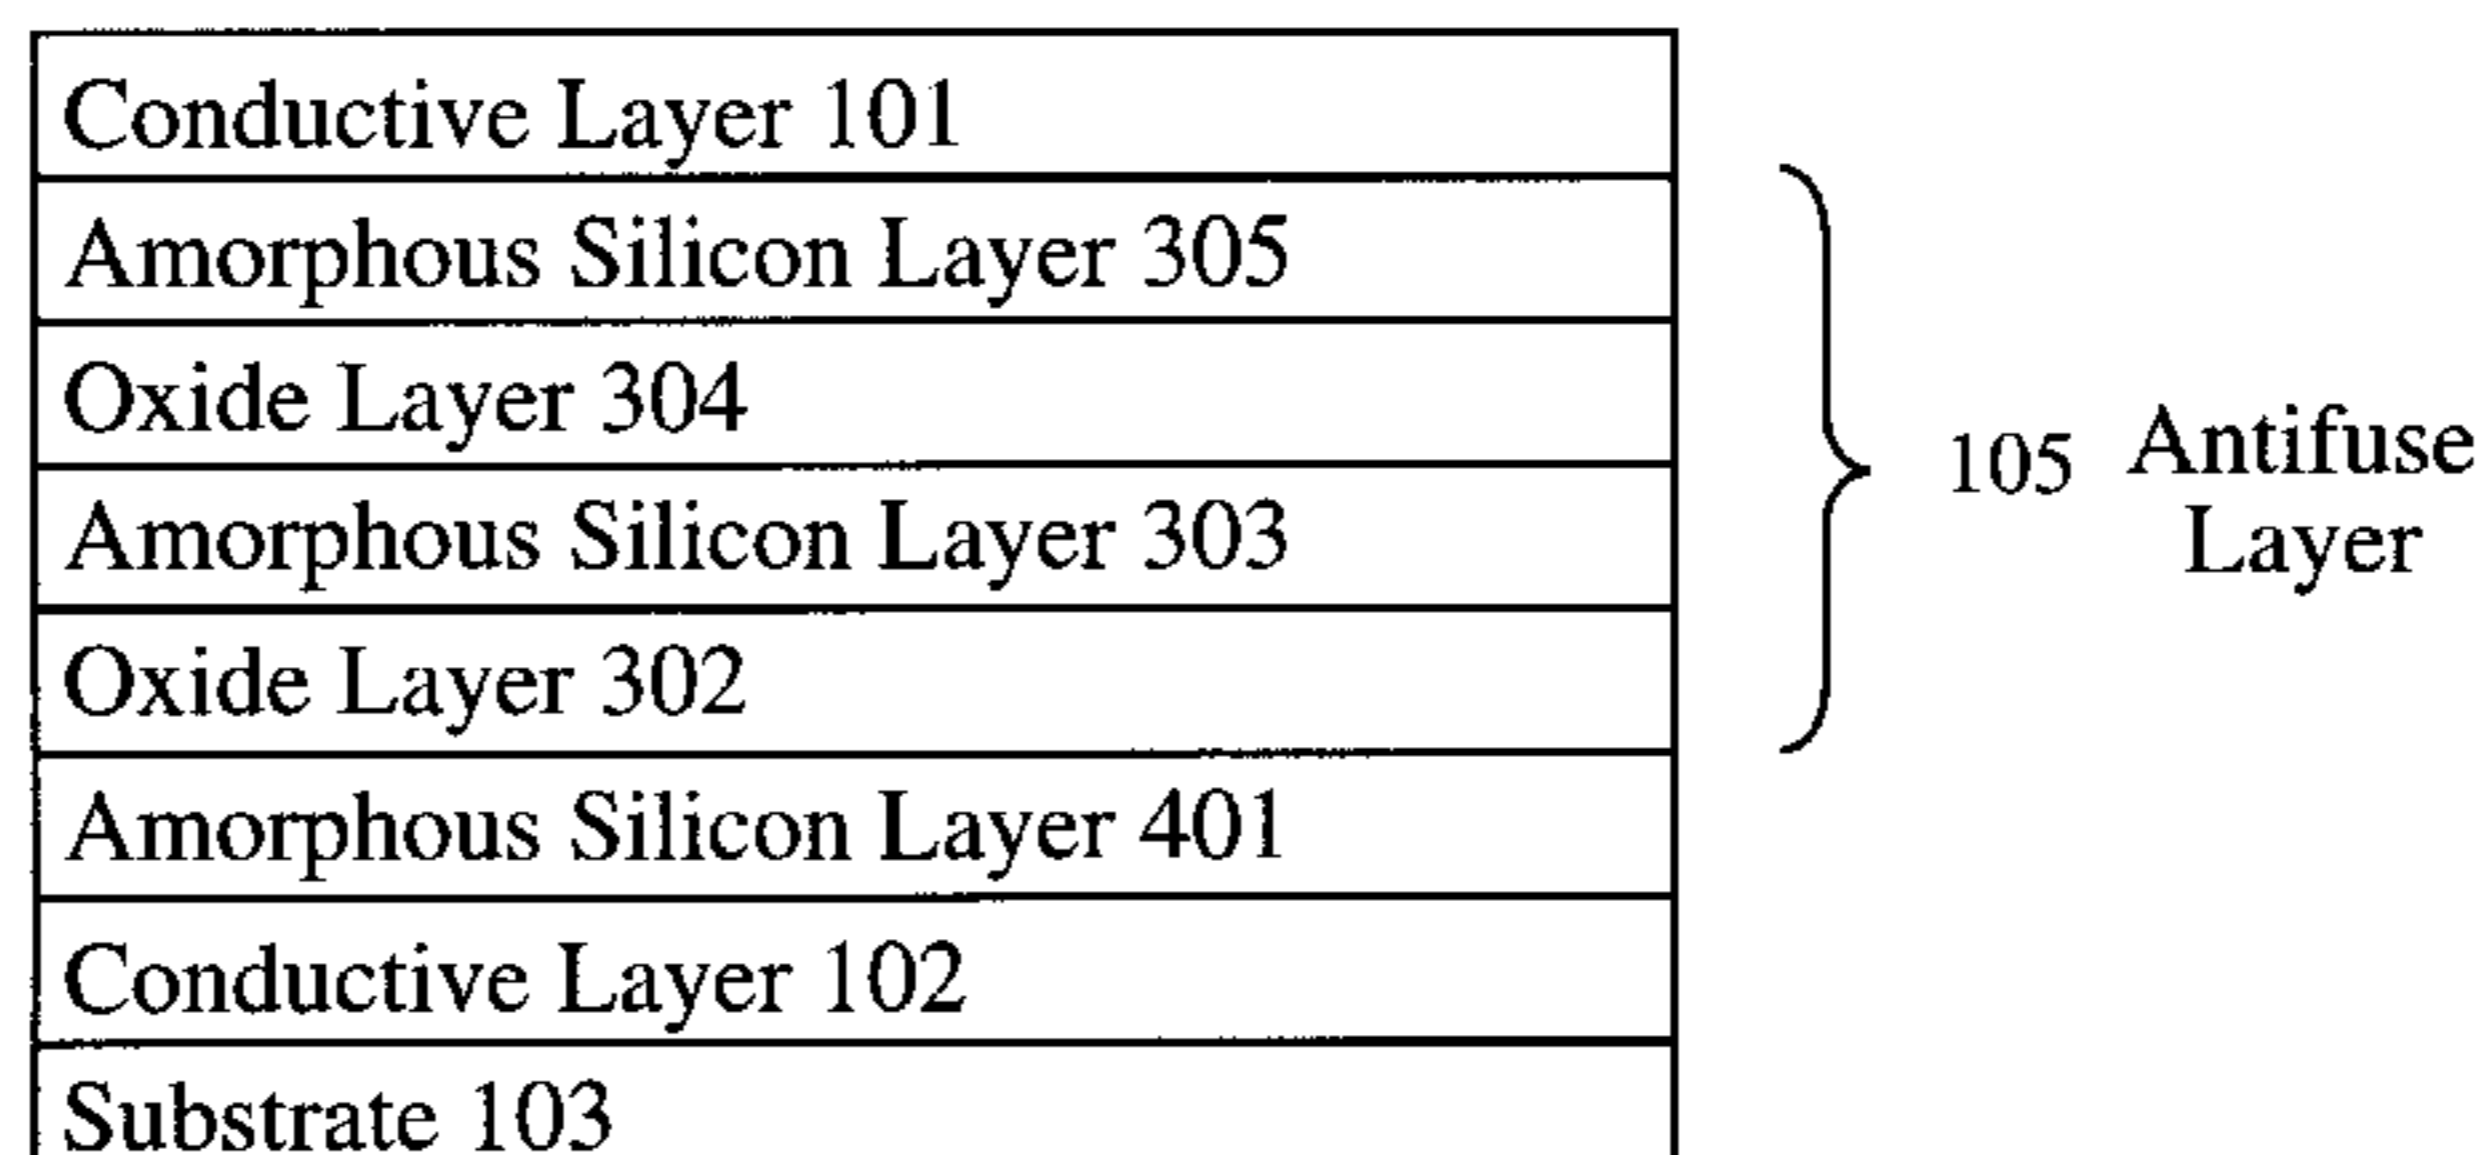 Conductive Layer 101
Amorphous Silicon Layer 305
Oxide Layer 304
Amorphous Silicon Layer 303
Oxide Layer 302
Amorphous Silicon Layer 401
Conductive Layer 102
Substrate 103
105 Antifuse
Layer